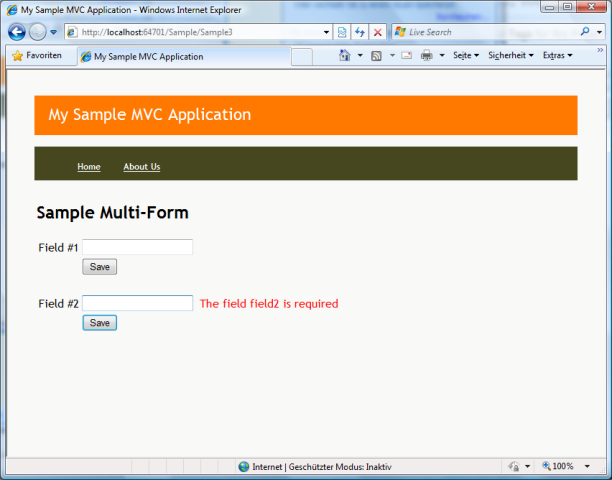 My Sample MVC Application - Windows Internet Explorer
http://localhost:64701/Sample/Sample3
Live Search
Favoriten
My Sample MVC Application
Seite
Sicherheit
Extras
My Sample MVC Application
Home About Us
Sample Multi-Form
Field #1
Save
Field #2 The field field2 is required
Save
Internet | Geschützter Modus: Inaktiv
100%